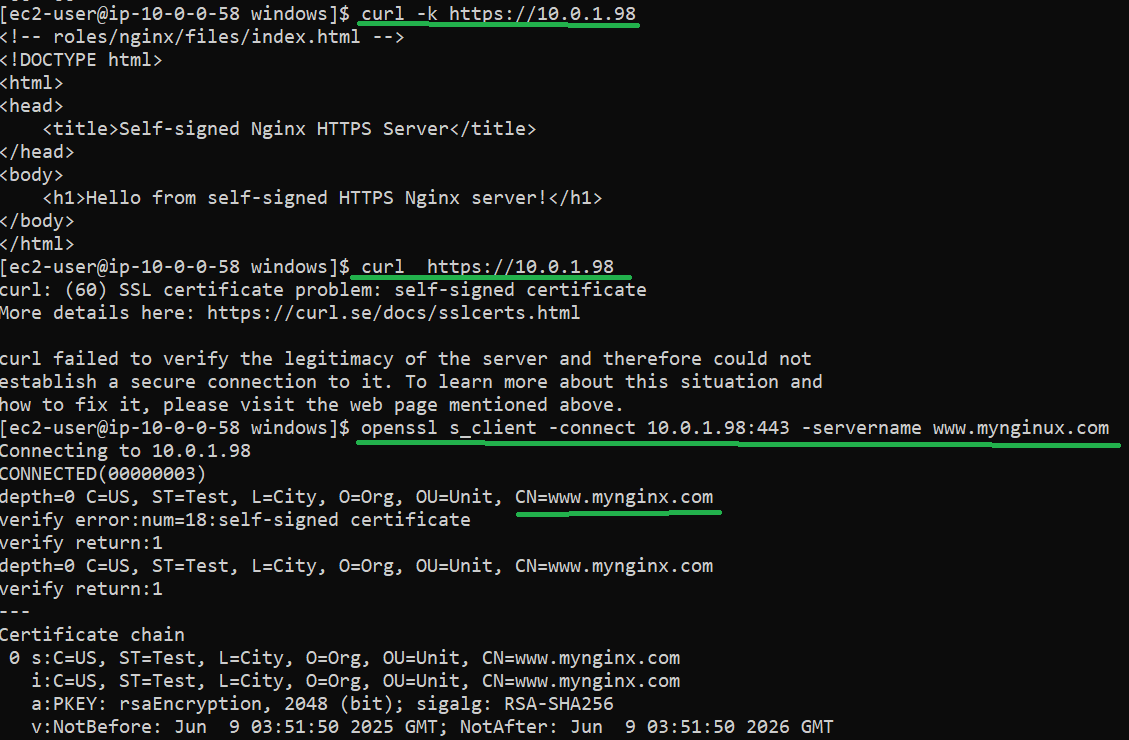 [ec2-user@ip-10-0-0-58 windows]$ curl -k https://10.0.1.98
<!-- roles/nginx/files/index.html -->
<!DOCTYPE html>
<html>
<head>
    <title>Self-signed Nginx HTTPS Server</title>
</head>
<body>
    <h1>Hello from self-signed HTTPS Nginx server!</h1>
</body>
</html>
[ec2-user@ip-10-0-0-58 windows]$ curl  https://10.0.1.98
curl: (60) SSL certificate problem: self-signed certificate
More details here: https://curl.se/docs/sslcerts.html

curl failed to verify the legitimacy of the server and therefore could not
establish a secure connection to it. To learn more about this situation and
how to fix it, please visit the web page mentioned above.
[ec2-user@ip-10-0-0-58 windows]$ openssl s_client -connect 10.0.1.98:443 -servername www.mynginux.com
Connecting to 10.0.1.98
CONNECTED(00000003)
depth=0 C=US, ST=Test, L=City, O=Org, OU=Unit, CN=www.mynginx.com
verify error:num=18:self-signed certificate
verify return:1
depth=0 C=US, ST=Test, L=City, O=Org, OU=Unit, CN=www.mynginx.com
verify return:1
---
Certificate chain
 0 s:C=US, ST=Test, L=City, O=Org, OU=Unit, CN=www.mynginx.com
   i:C=US, ST=Test, L=City, O=Org, OU=Unit, CN=www.mynginx.com
   a:PKEY: rsaEncryption, 2048 (bit); sigalg: RSA-SHA256
   v:NotBefore: Jun  9 03:51:50 2025 GMT; NotAfter: Jun  9 03:51:50 2026 GMT